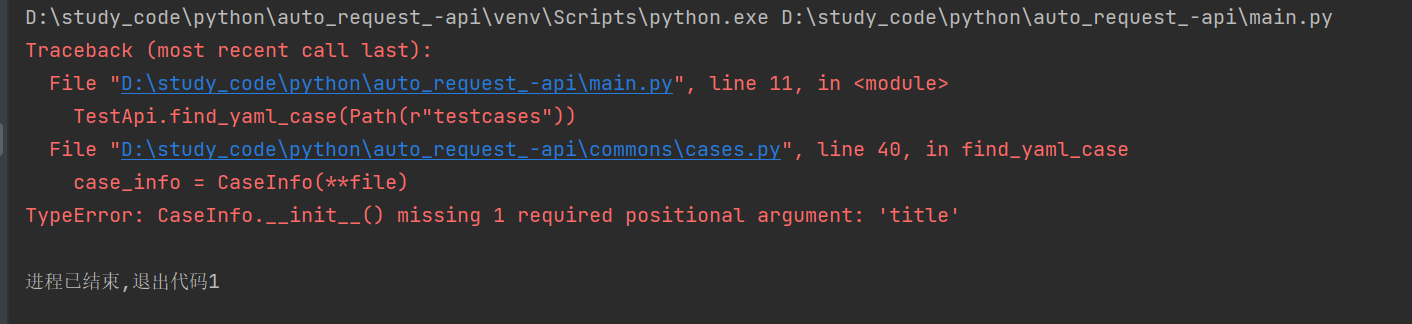 D:\study_code\python\auto_request_-api\venv\Scripts\python.exe D:\study_code\python\auto_request_-api\main.py
Traceback (most recent call last):
  File "D:\study_code\python\auto_request_-api\main.py", line 11, in <module>
    TestApi.find_yaml_case(Path(r"testcases"))
  File "D:\study_code\python\auto_request_-api\commons\cases.py", line 40, in find_yaml_case
    case_info = CaseInfo(**file)
TypeError: CaseInfo.__init__() missing 1 required positional argument: 'title'
进程已结束,退出代码1